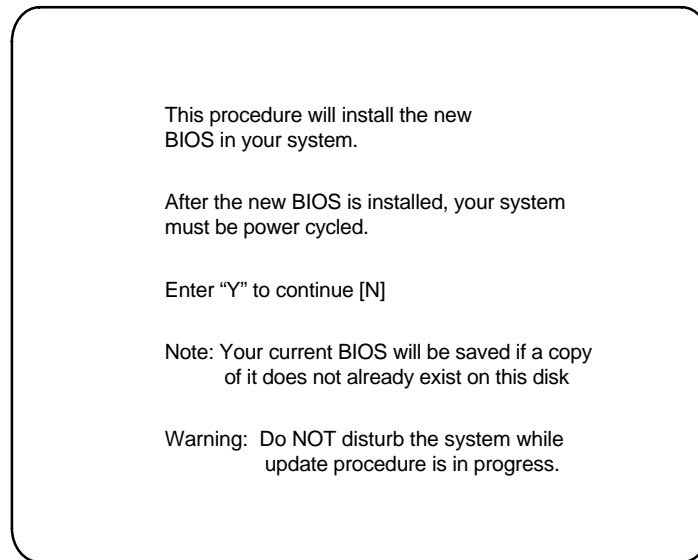 This procedure will install the new
BIOS in your system.
After the new BIOS is installed, your system
must be power cycled.
Enter “Y” to continue [N]
Note: Your current BIOS will be saved if a copy
of it does not already exist on this disk
Warning:  Do NOT disturb the system while
update procedure is in progress.